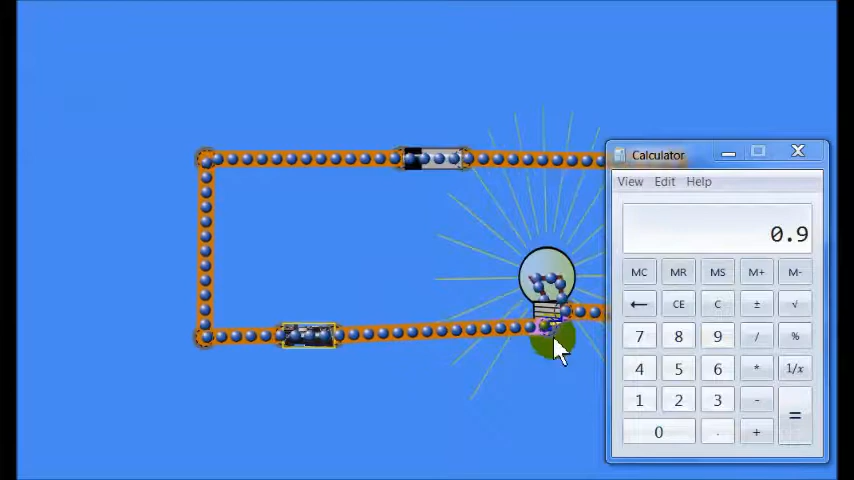 Calculator
View Edit Help
0.9
MC MR MS M+ M-
← CE C ± √
7 8 9 / %
4 5 6 * 1/x
1 2 3 - =
0 . +